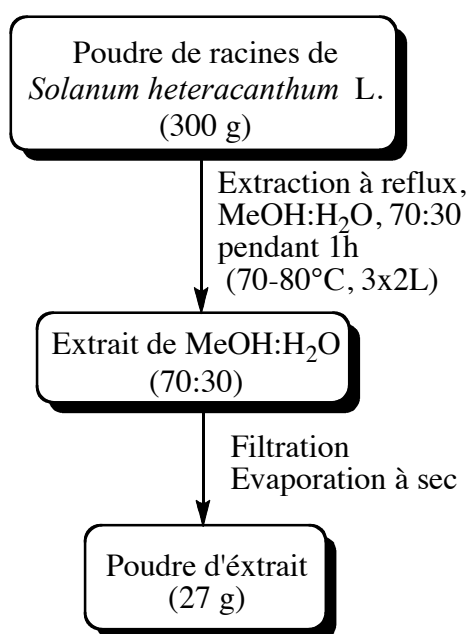 Poudre de racines de
Solanum heteracanthum L.
(300 g)
Extraction à reflux,
MeOH:H₂O, 70:30
pendant 1h
(70-80°C, 3x2L)
Extrait de MeOH:H₂O
(70:30)
Filtration
Evaporation à sec
Poudre d'éxtrait
(27 g)